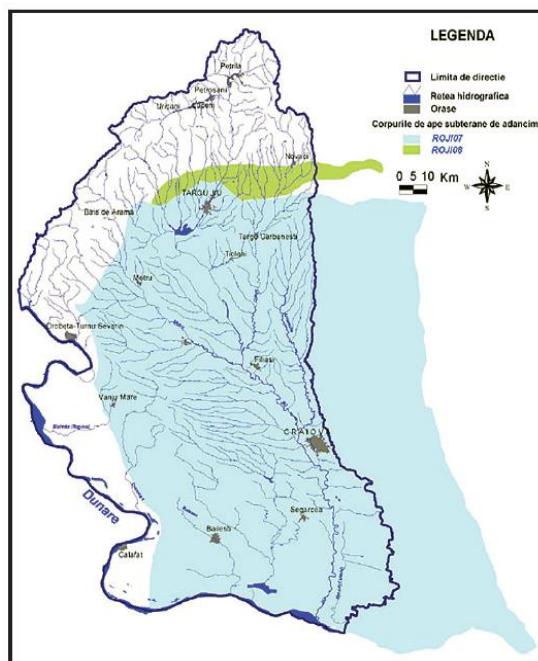 LEGENDA
Limita de directie
Retea hidrografica
Orase
Corpurile de ape subterane de adancime
ROJI07
ROJI08
0 5 10 Km
N
W E
S
Petrila
Petrosani
Uricani
Lupeni
Novaci
TARGU JIU
Baia de Arama
Targu Carbunesti
Ticleni
Motru
Drobeta-Turnu Severin
Filiasi
Vanju Mare
CRAIOVA
Dunare
Segarcea
Bailesti
Calafat